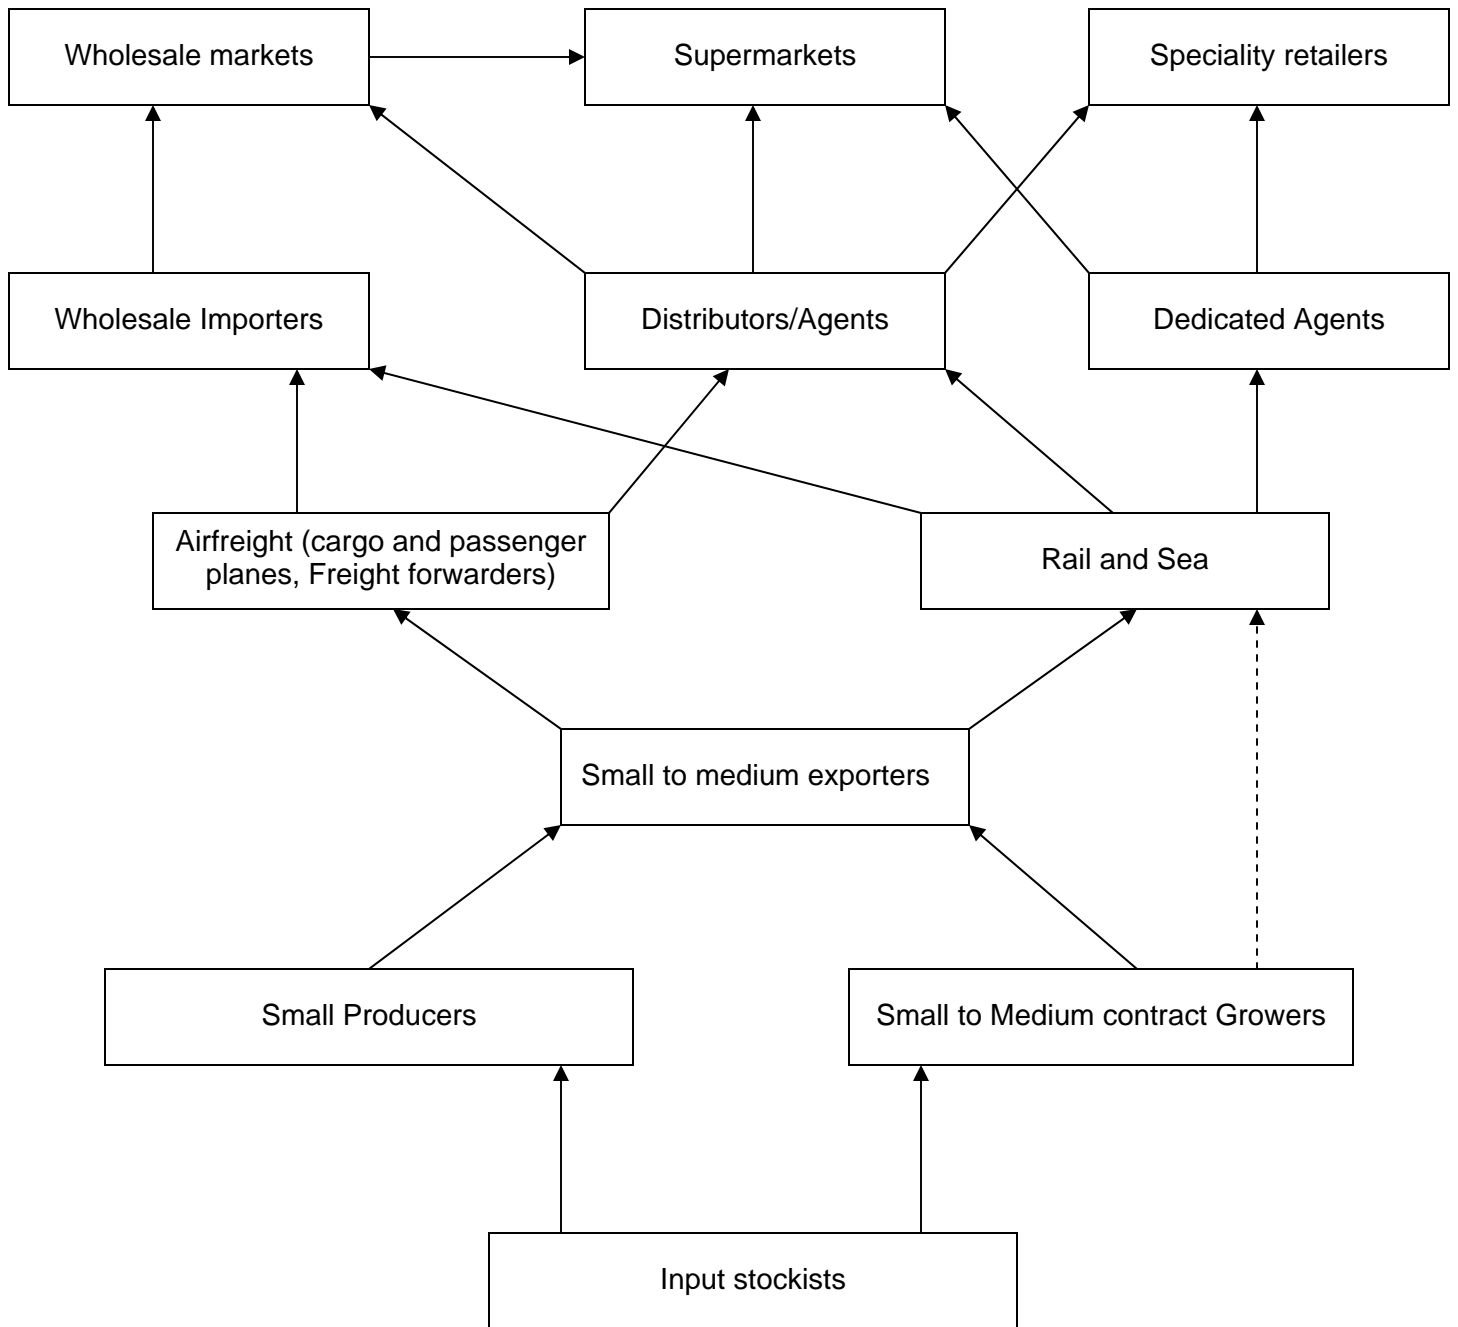 Wholesale markets
Supermarkets
Speciality retailers
Wholesale Importers
Distributors/Agents
Dedicated Agents
Airfreight (cargo and passenger
planes, Freight forwarders)
Rail and Sea
Small to medium exporters
Small Producers
Small to Medium contract Growers
Input stockists